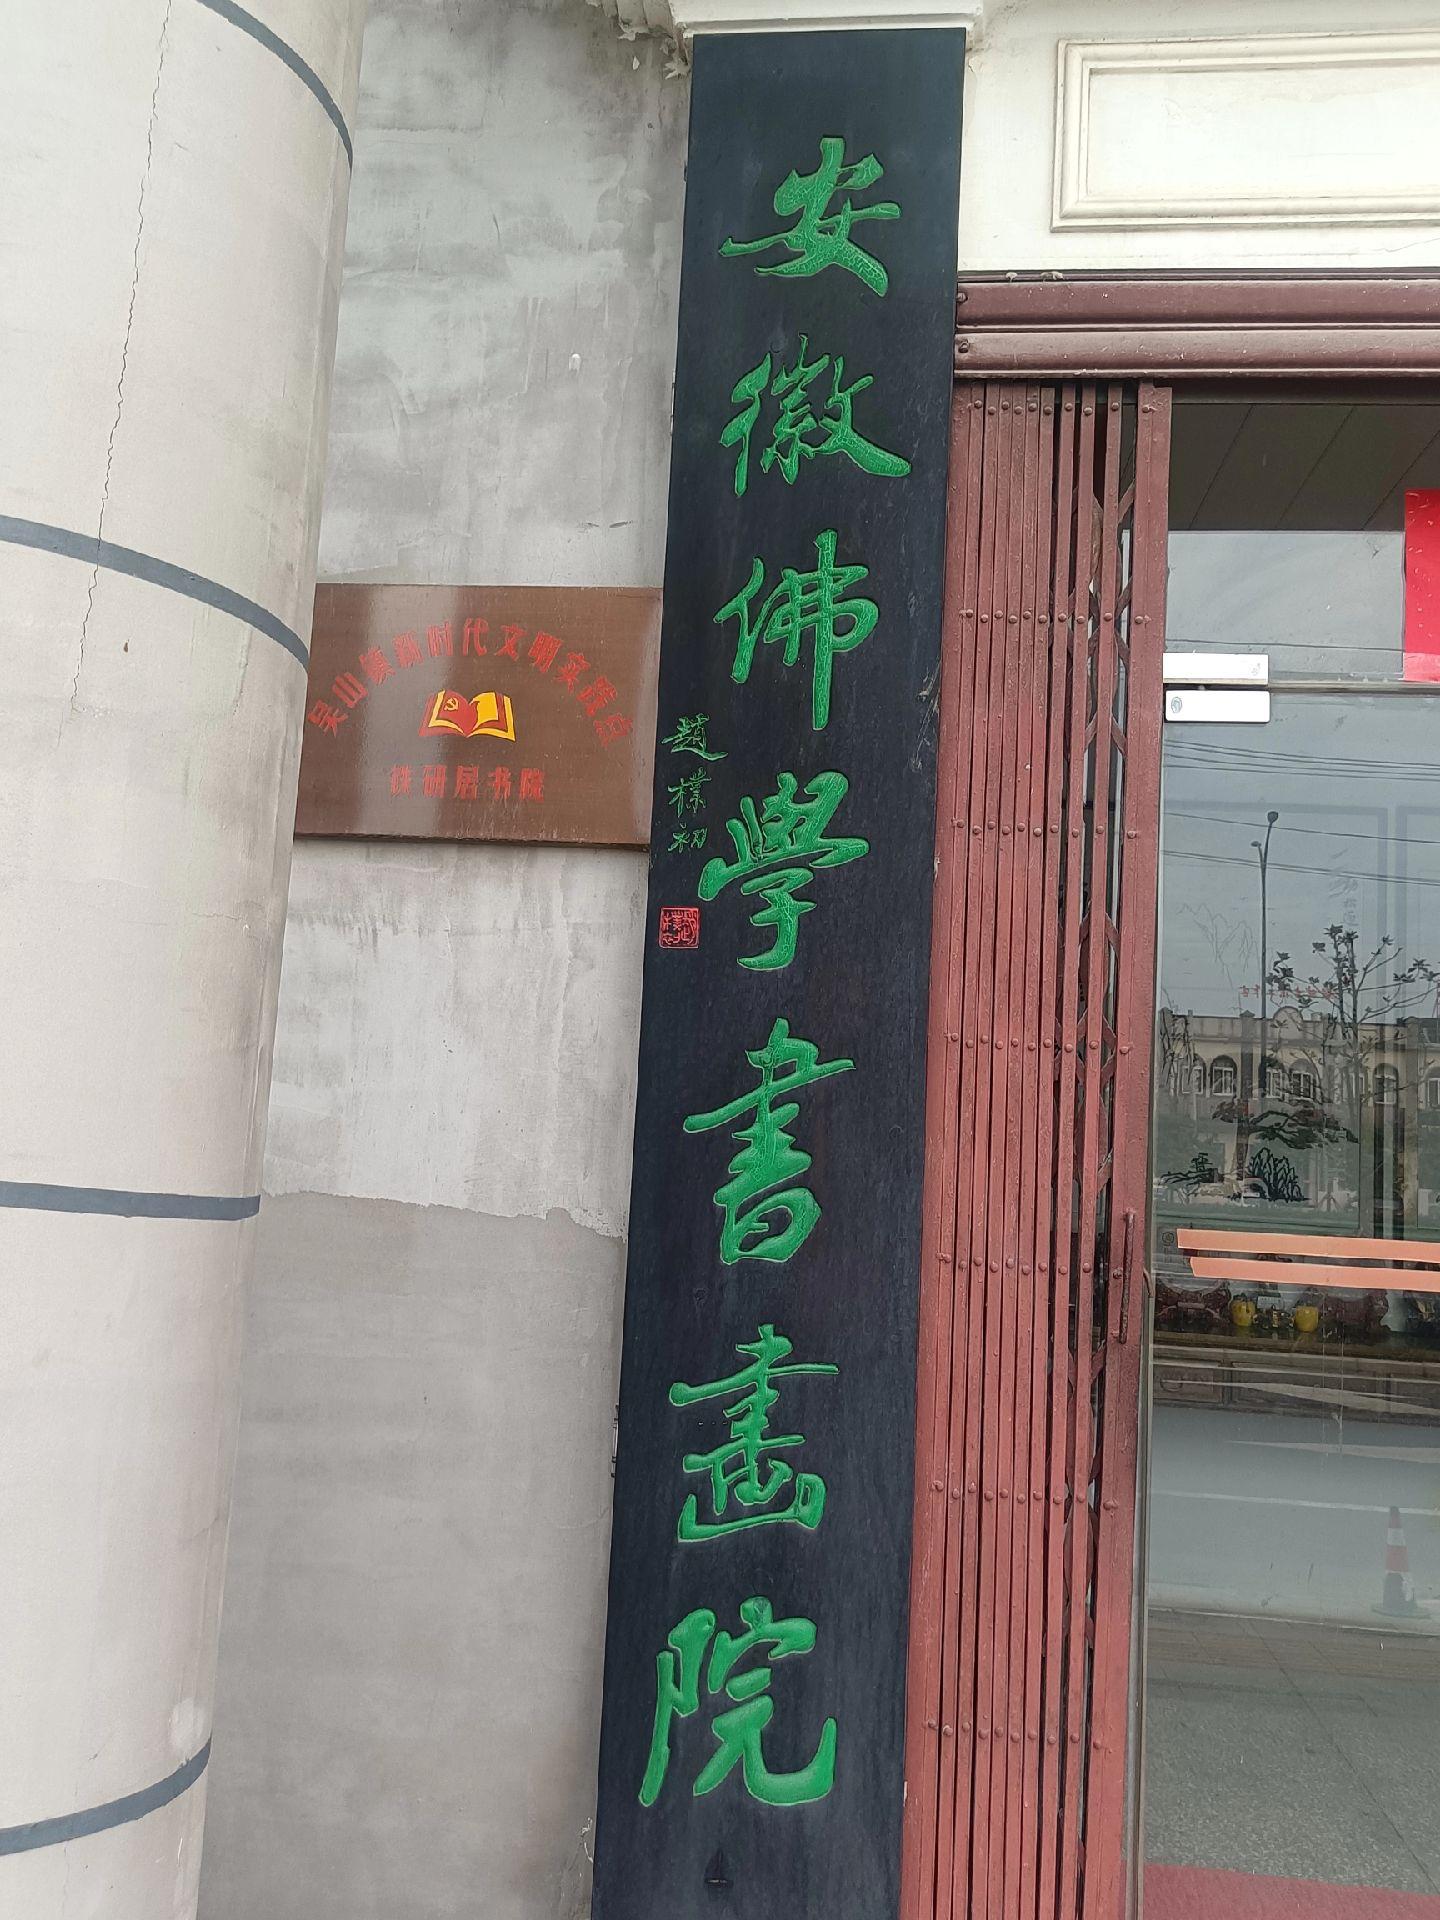 安徽佛學書畫院
趙樸初
吴山镇新时代文明实践点
铁研居书院